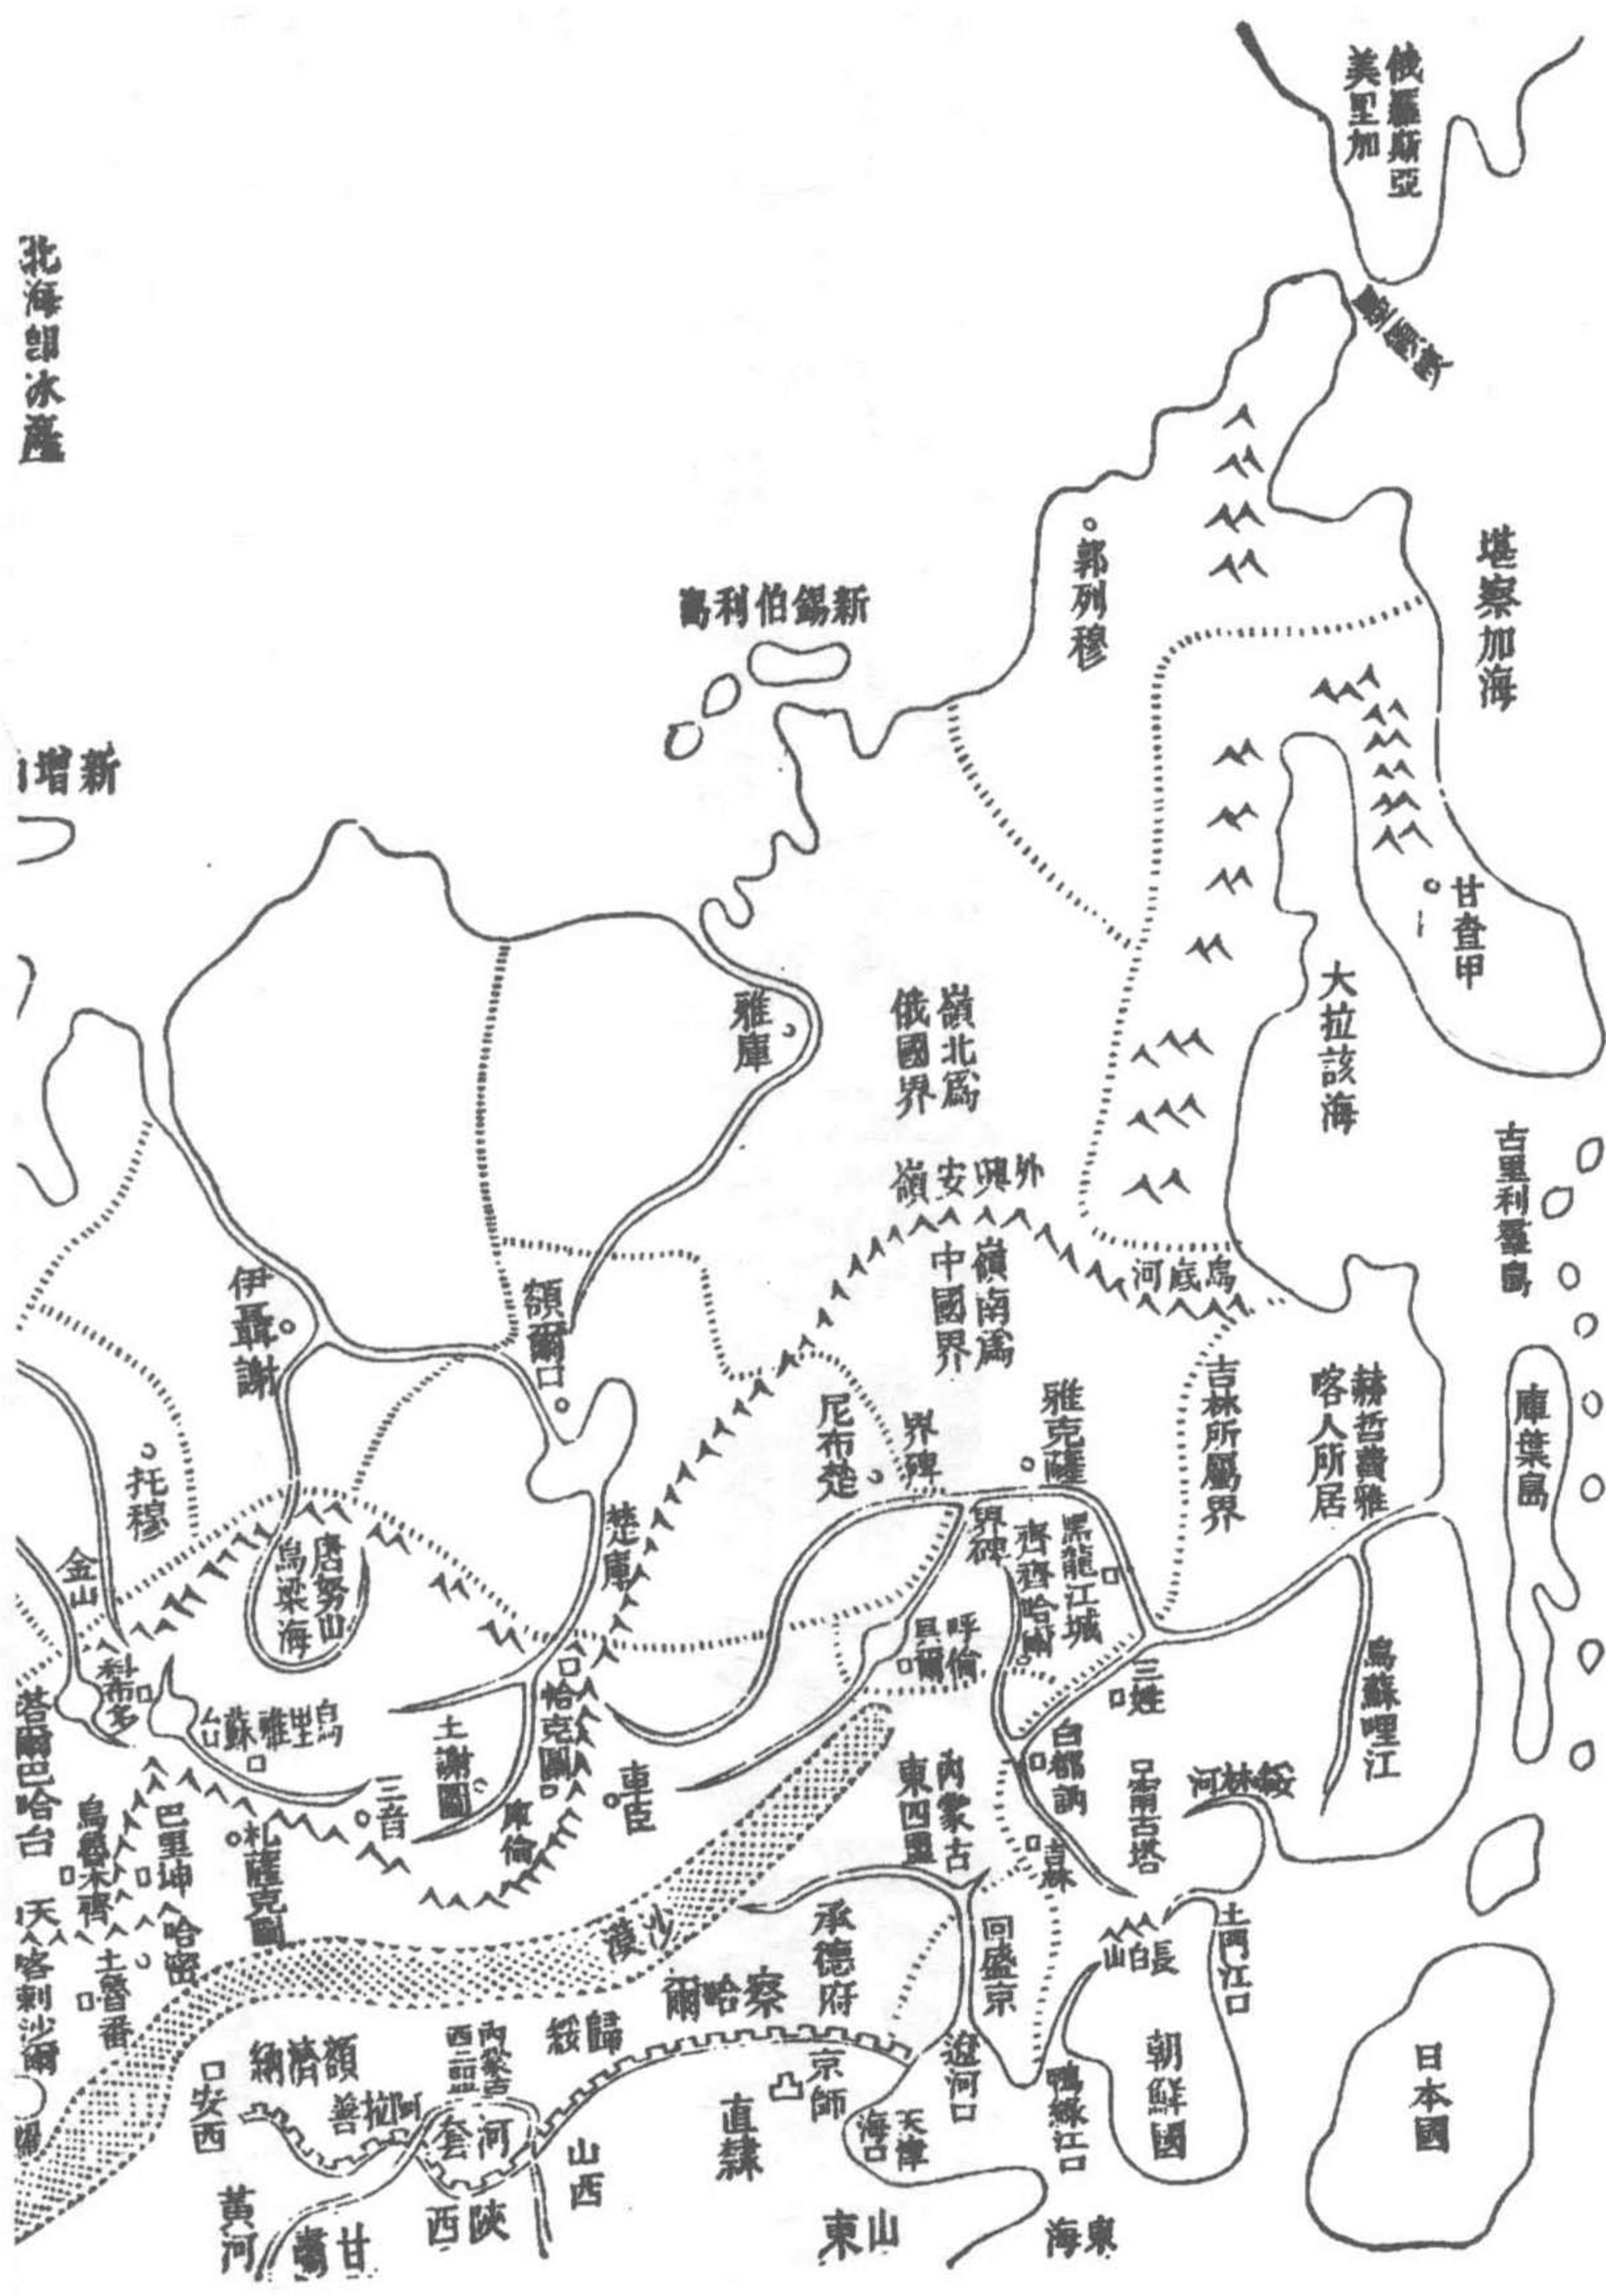 俄羅斯亞
美里加
北海即冰
堪察加海
郭列穆
新錫伯利島
新增
甘查甲
大拉該海
雅庫
嶺北爲
俄國界
外興安嶺
嶺南爲
中國界
烏底河
古里利羣島
伊聶謝
額爾口
吉林所屬界
赫哲費雅
喀人所居
庫葉島
雅克薩
界碑
尼布楚
托穆
金山
唐努山
烏梁海
楚庫
界碑
黑龍江城
齊齊哈爾
呼倫
貝爾
三姓
烏蘇哩江
科布多
烏里雅蘇台
恰克圖
土謝圖
車臣
三音
庫倫
內蒙古
東四盟
白都訥
甯古塔
綏林河
吉林
塔爾巴哈台
烏魯木齊
巴里坤
札薩克圖
哈密
天
土魯番
喀剌沙爾
沙漠
承德府
盛京
長白山
土門江口
察哈爾
歸綏
內蒙古
西二盟
額濟納
阿拉善
安西
河套
京師
遼河口
鴨綠江口
朝鮮國
日本國
直隸
天津
海口
山西
陝西
甘肅
黃河
山東
東海